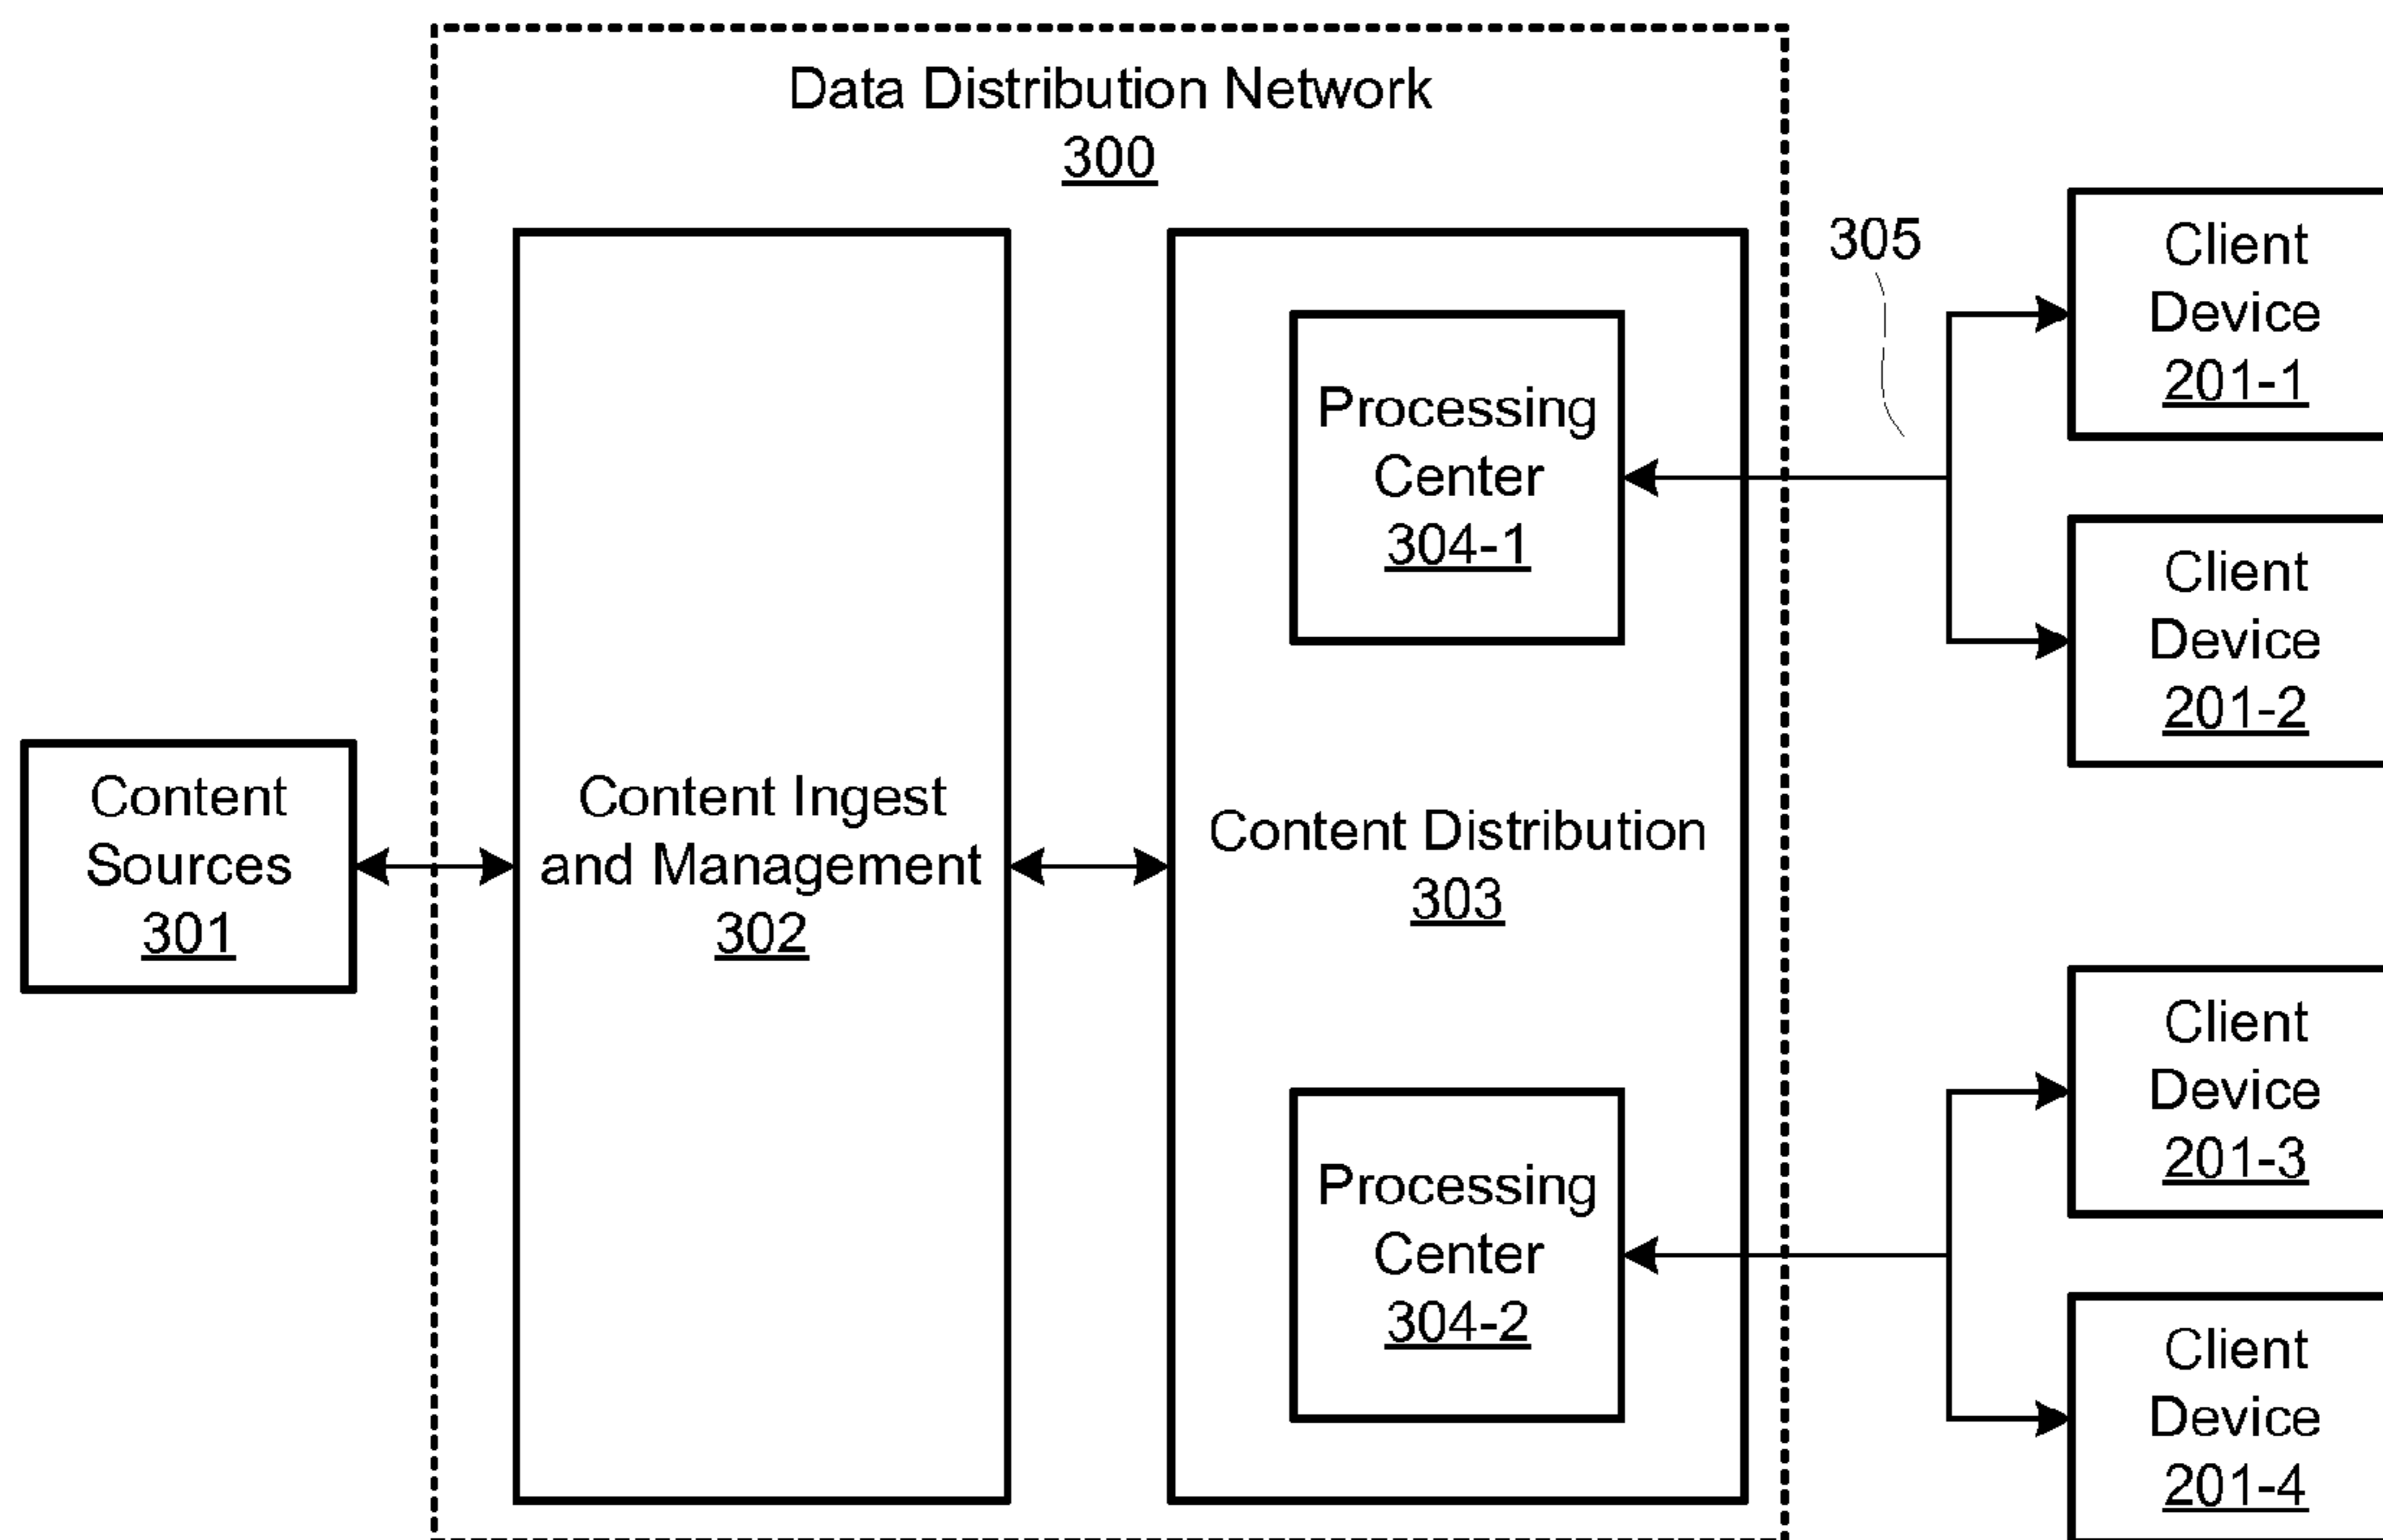 Data Distribution Network
300
Content
Sources
301
Content Ingest
and Management
302
Content Distribution
303
Processing
Center
304-1
Processing
Center
304-2
305
Client
Device
201-1
Client
Device
201-2
Client
Device
201-3
Client
Device
201-4